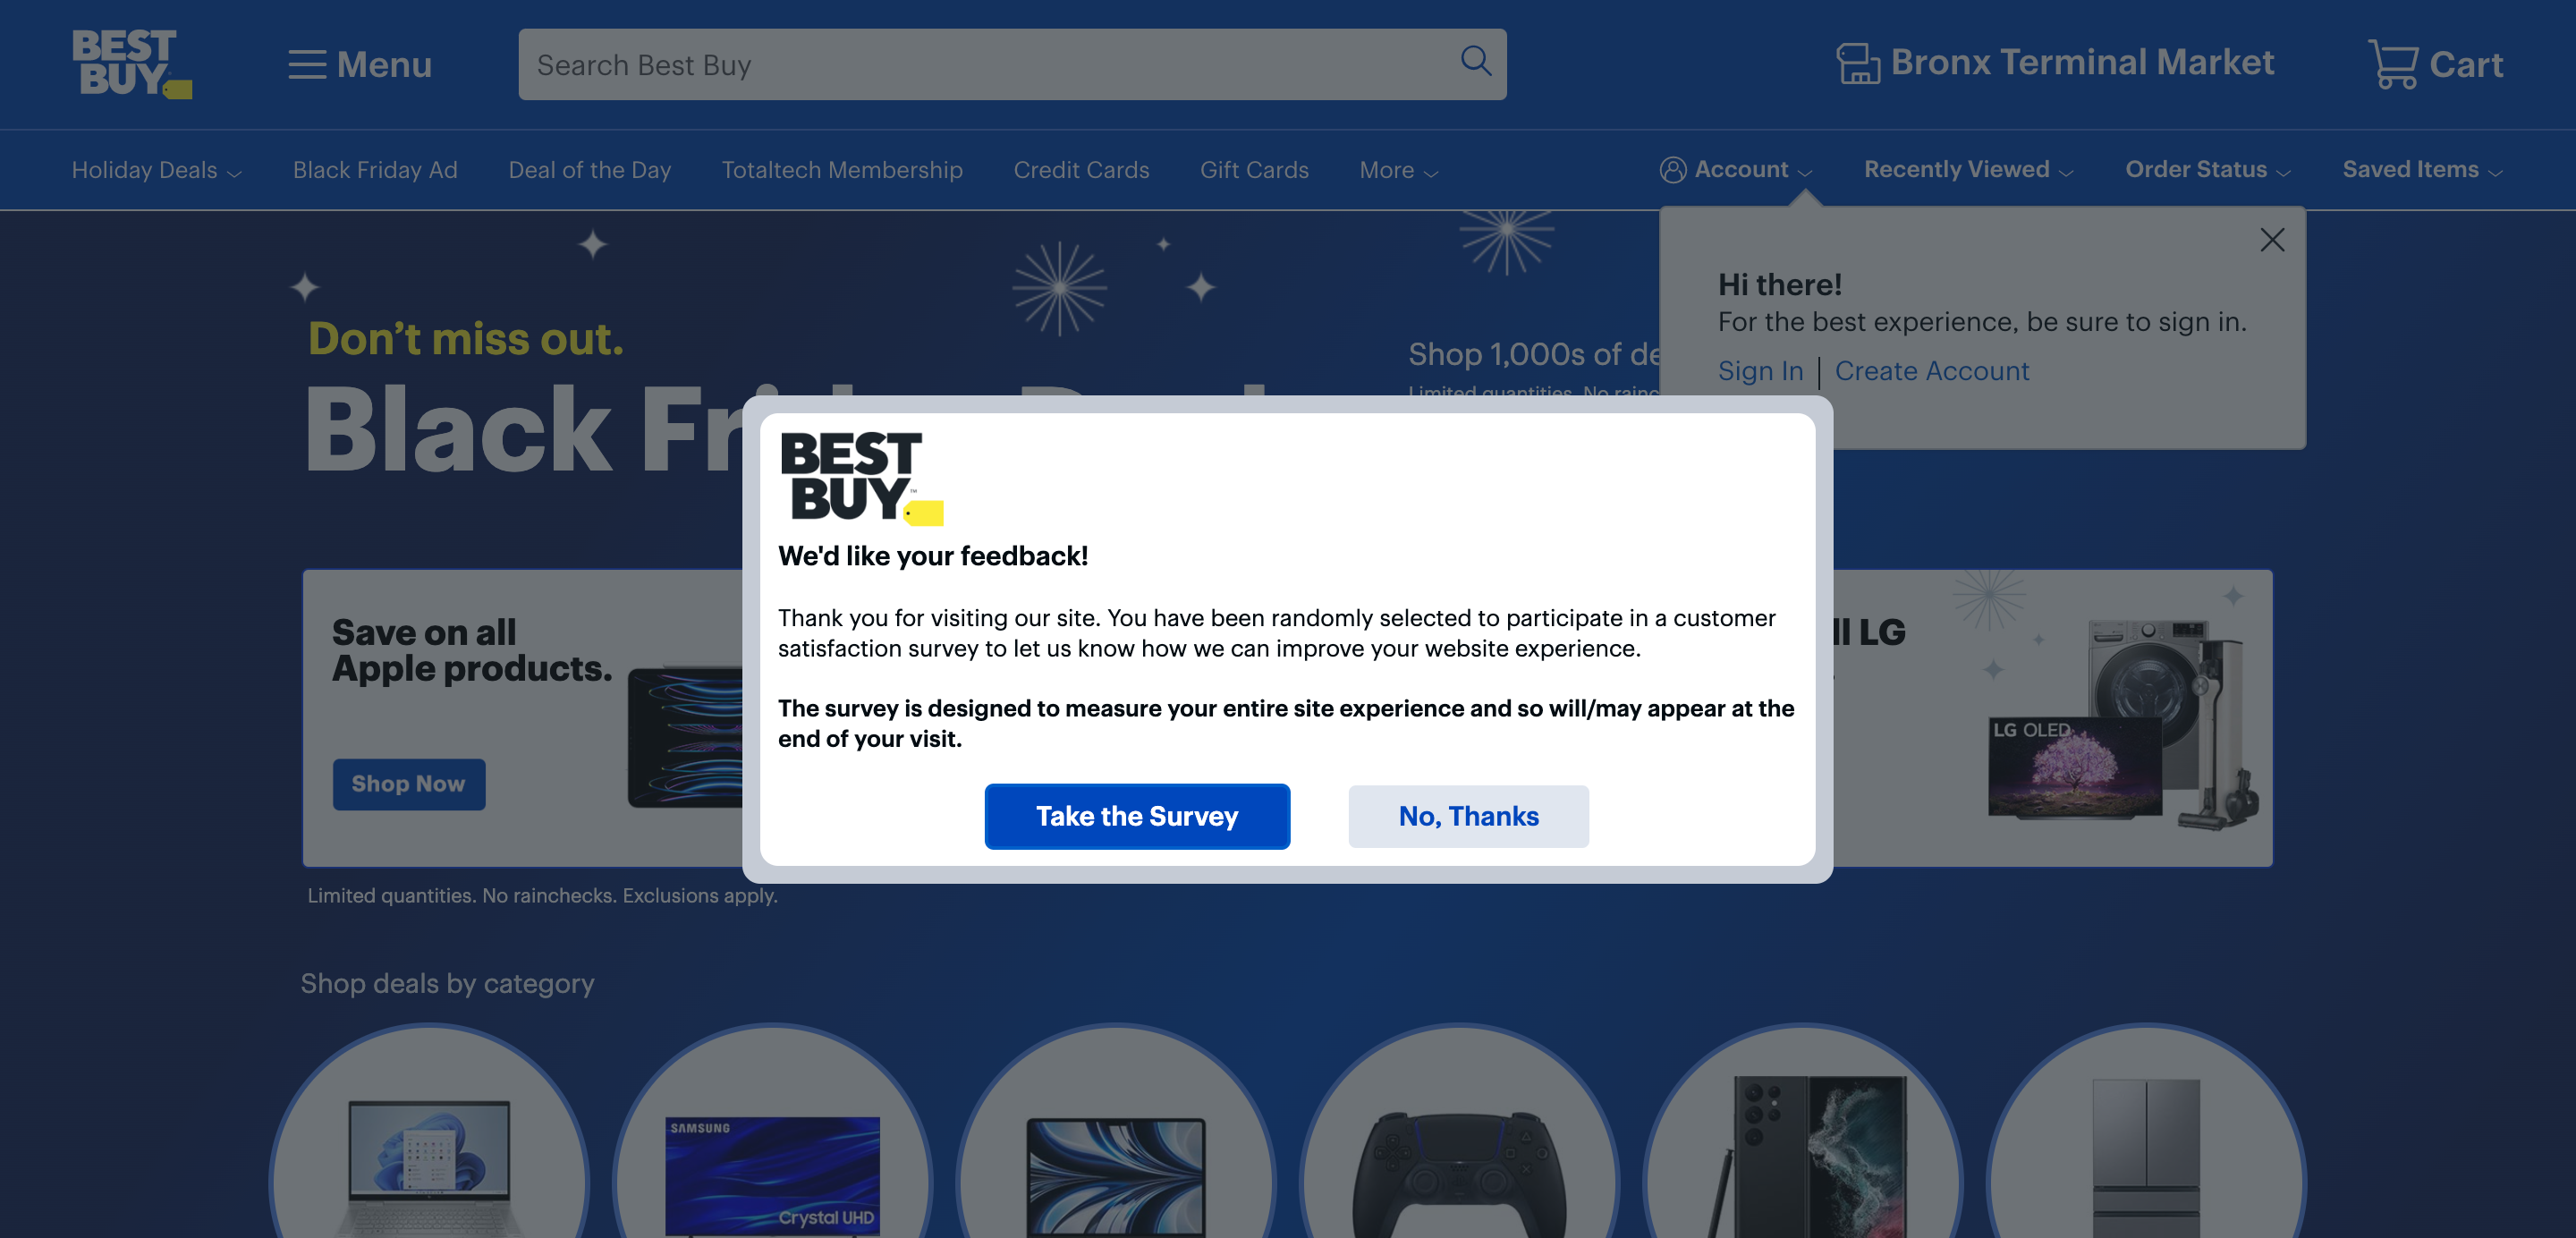 BEST
BUY
Menu
Search Best Buy
Bronx Terminal Market
Cart
Holiday Deals
Black Friday Ad
Deal of the Day
Totaltech Membership
Credit Cards
Gift Cards
More
Account
Recently Viewed
Order Status
Saved Items
Hi there!
For the best experience, be sure to sign in.
Sign In | Create Account
Don’t miss out.
Black
Shop 1,000s of
Limited quantities. No
BEST
BUY™
We'd like your feedback!
Thank you for visiting our site. You have been randomly selected to participate in a customer
satisfaction survey to let us know how we can improve your website experience.
The survey is designed to measure your entire site experience and so will/may appear at the
end of your visit.
Take the Survey
No, Thanks
Save on all
Apple products.
Shop Now
LG
LG OLED
Limited quantities. No rainchecks. Exclusions apply.
Shop deals by category
SAMSUNG
Crystal UHD